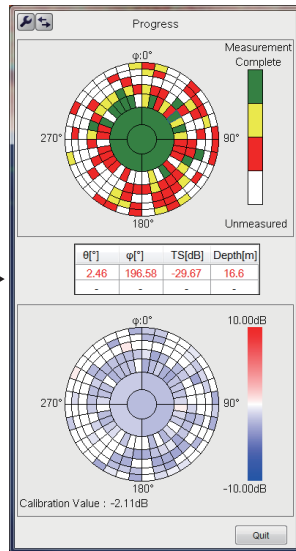 Progress
Measurement
Complete
φ:0°
270°
90°
180°
Unmeasured
θ[°] φ[°] TS[dB] Depth[m]
2.46 196.58 -29.67 16.6
- - - -
10.00dB
φ:0°
270°
90°
180°
-10.00dB
Calibration Value : -2.11dB
Quit